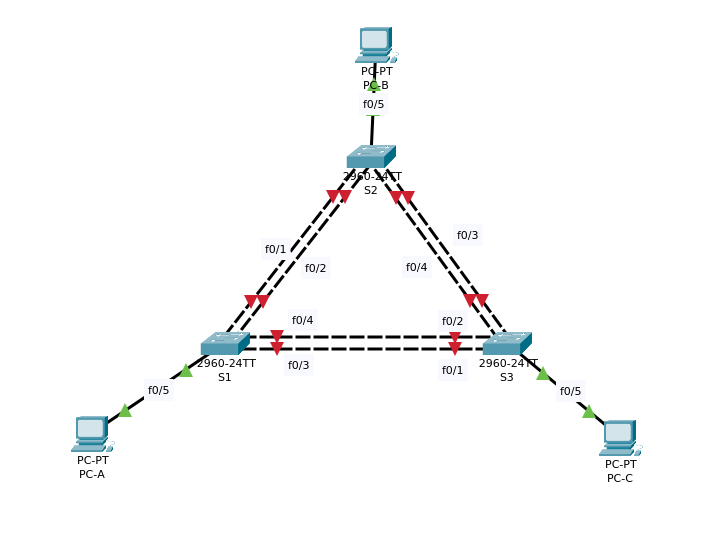 PC-PT
PC-B
f0/5
2960-24TT
S2
f0/1
f0/2
f0/3
f0/4
f0/4
f0/3
f0/2
f0/1
2960-24TT
S1
2960-24TT
S3
f0/5
f0/5
PC-PT
PC-A
PC-PT
PC-C